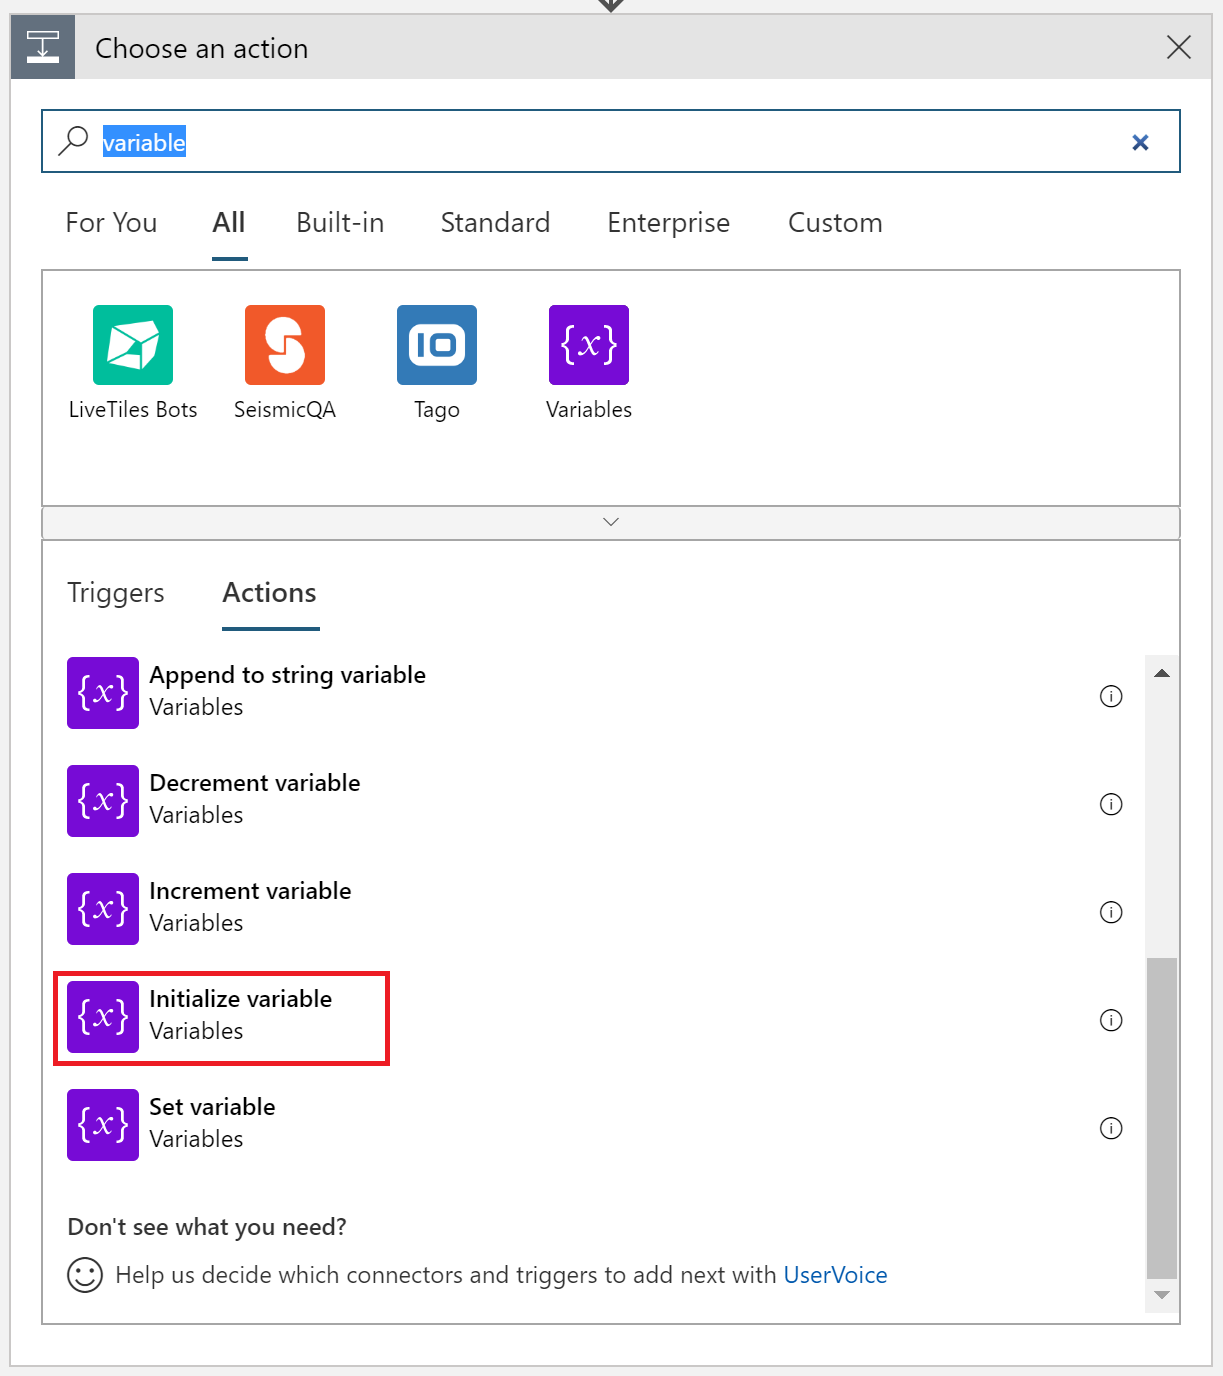 Choose an action
variable
For You All Built-in Standard Enterprise Custom
LiveTiles Bots SeismicQA Tago Variables
Triggers Actions
Append to string variable
Variables
Decrement variable
Variables
Increment variable
Variables
Initialize variable
Variables
Set variable
Variables
Don't see what you need?
Help us decide which connectors and triggers to add next with UserVoice